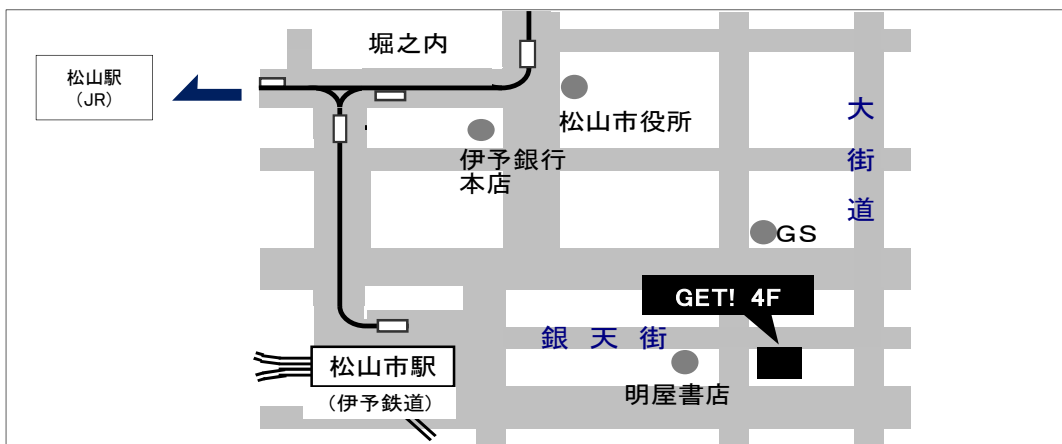 堀之内
松山駅
（JR）
松山市役所
大街道
伊予銀行
本店
GS
GET! 4F
銀天街
松山市駅
（伊予鉄道）
明屋書店